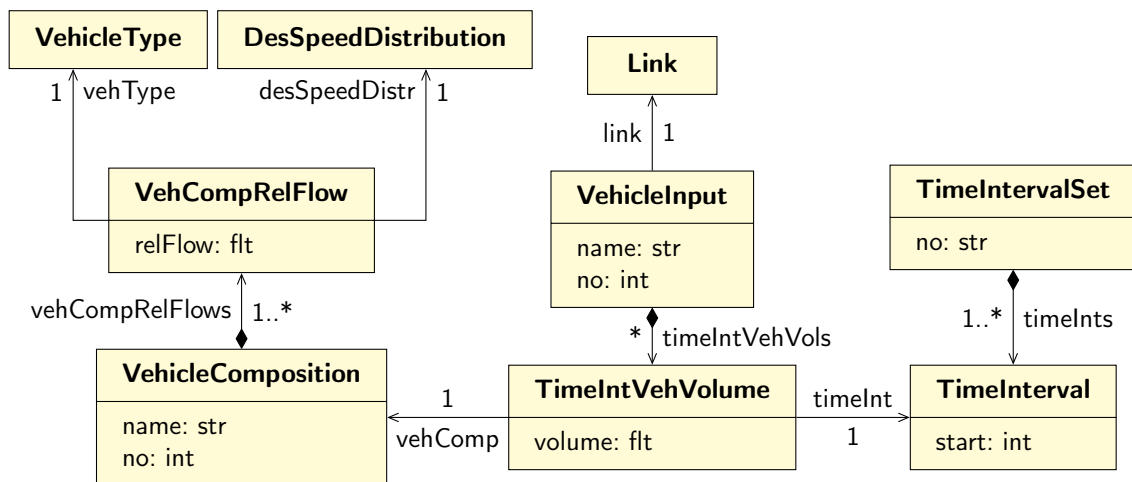 VehicleType
DesSpeedDistribution
Link
1 vehType
desSpeedDistr 1
link 1
VehCompRelFlow
relFlow: flt
VehicleInput
name: str
no: int
TimeIntervalSet
no: str
vehCompRelFlows 1..*
* timeIntVehVols
1..* timeInts
VehicleComposition
name: str
no: int
1
vehComp
TimeIntVehVolume
volume: flt
timeInt
1
TimeInterval
start: int